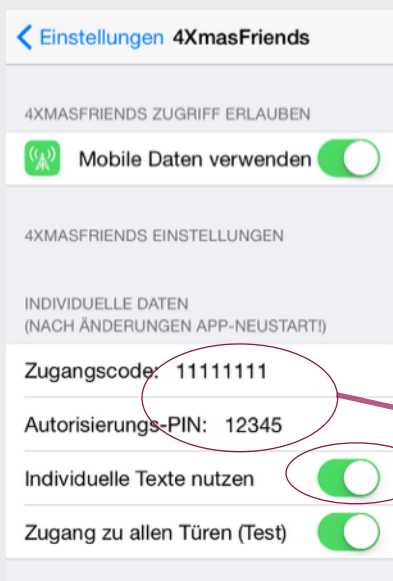 Einstellungen 4XmasFriends
4XMASFRIENDS ZUGRIFF ERLAUBEN
Mobile Daten verwenden
4XMASFRIENDS EINSTELLUNGEN
INDIVIDUELLE DATEN
(NACH ÄNDERUNGEN APP-NEUSTART!)
Zugangscode: 11111111
Autorisierungs-PIN: 12345
Individuelle Texte nutzen
Zugang zu allen Türen (Test)